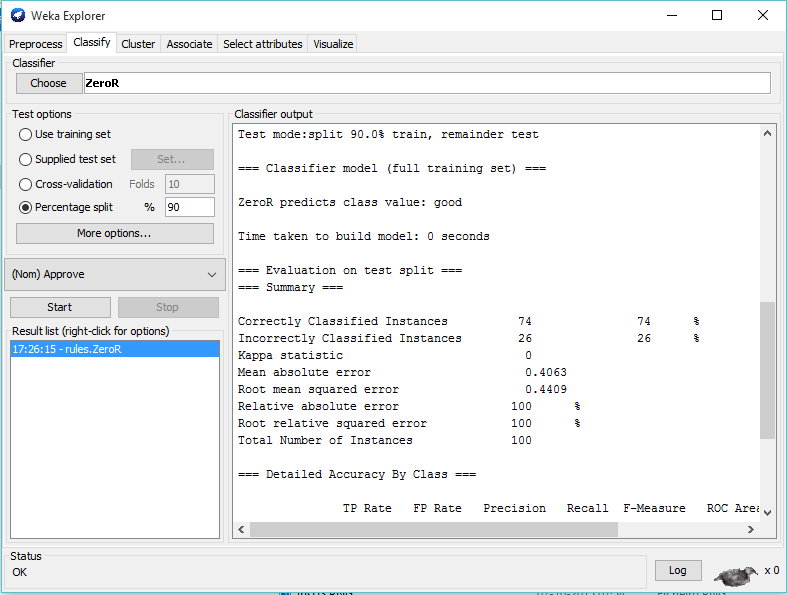 Weka Explorer
Preprocess Classify Cluster Associate Select attributes Visualize
Classifier
Choose ZeroR
Test options
Use training set
Supplied test set Set...
Cross-validation Folds 10
Percentage split % 90
More options...
(Nom) Approve
Start Stop
Result list (right-click for options)
17:26:15 - rules.ZeroR
Classifier output
Test mode:split 90.0% train, remainder test
=== Classifier model (full training set) ===
ZeroR predicts class value: good
Time taken to build model: 0 seconds
=== Evaluation on test split ===
=== Summary ===
Correctly Classified Instances 74 74 %
Incorrectly Classified Instances 26 26 %
Kappa statistic 0
Mean absolute error 0.4063
Root mean squared error 0.4409
Relative absolute error 100 %
Root relative squared error 100 %
Total Number of Instances 100
=== Detailed Accuracy By Class ===
TP Rate FP Rate Precision Recall F-Measure ROC Area
Status
OK
Log x 0